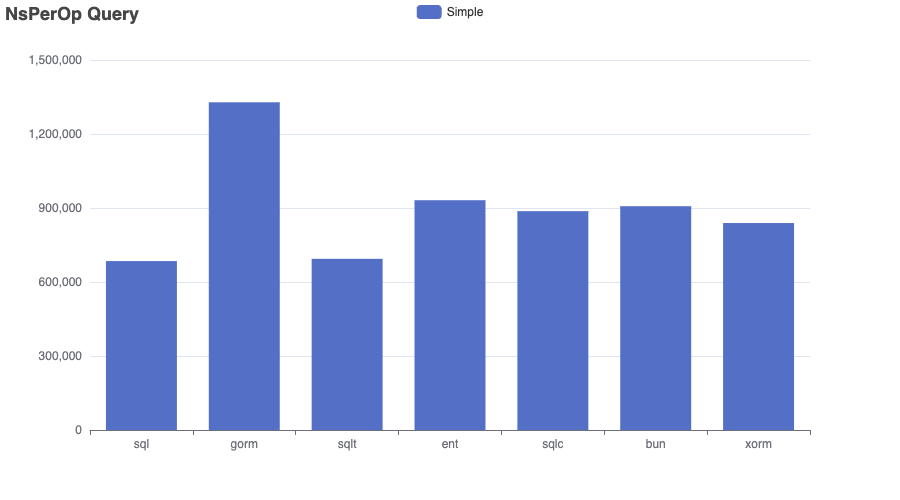 NsPerOp Query
Simple
1,500,000
1,200,000
900,000
600,000
300,000
0
sql gorm sqlt ent sqlc bun xorm